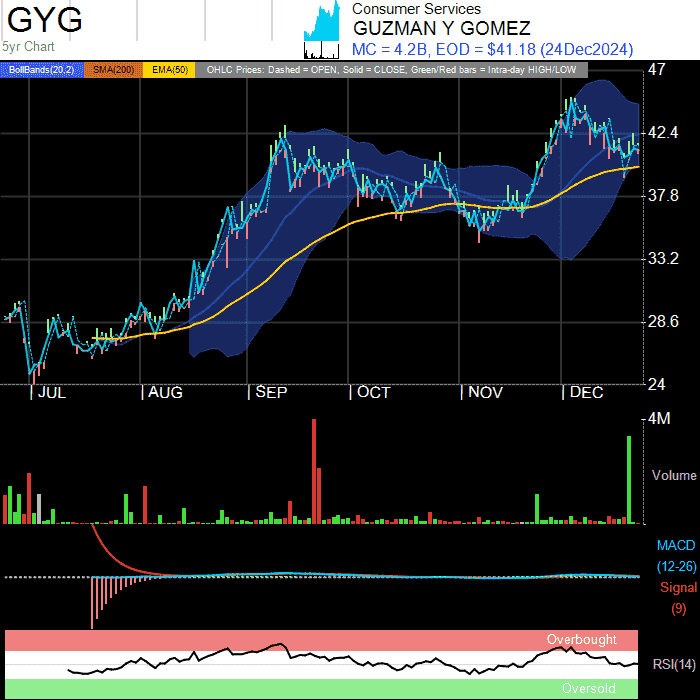 GYG
5yr Chart
Consumer Services
GUZMAN Y GOMEZ
MC = 4.2B, EOD = $41.18 (24Dec2024)
BollBands(20,2) SMA(200) EMA(50) OHLC Prices: Dashed = OPEN, Solid = CLOSE, Green/Red bars = Intra-day HIGH/LOW
47
42.4
37.8
33.2
28.6
24
JUL AUG SEP OCT NOV DEC
4M
Volume
MACD
(12-26)
Signal
(9)
Overbought
RSI(14)
Oversold